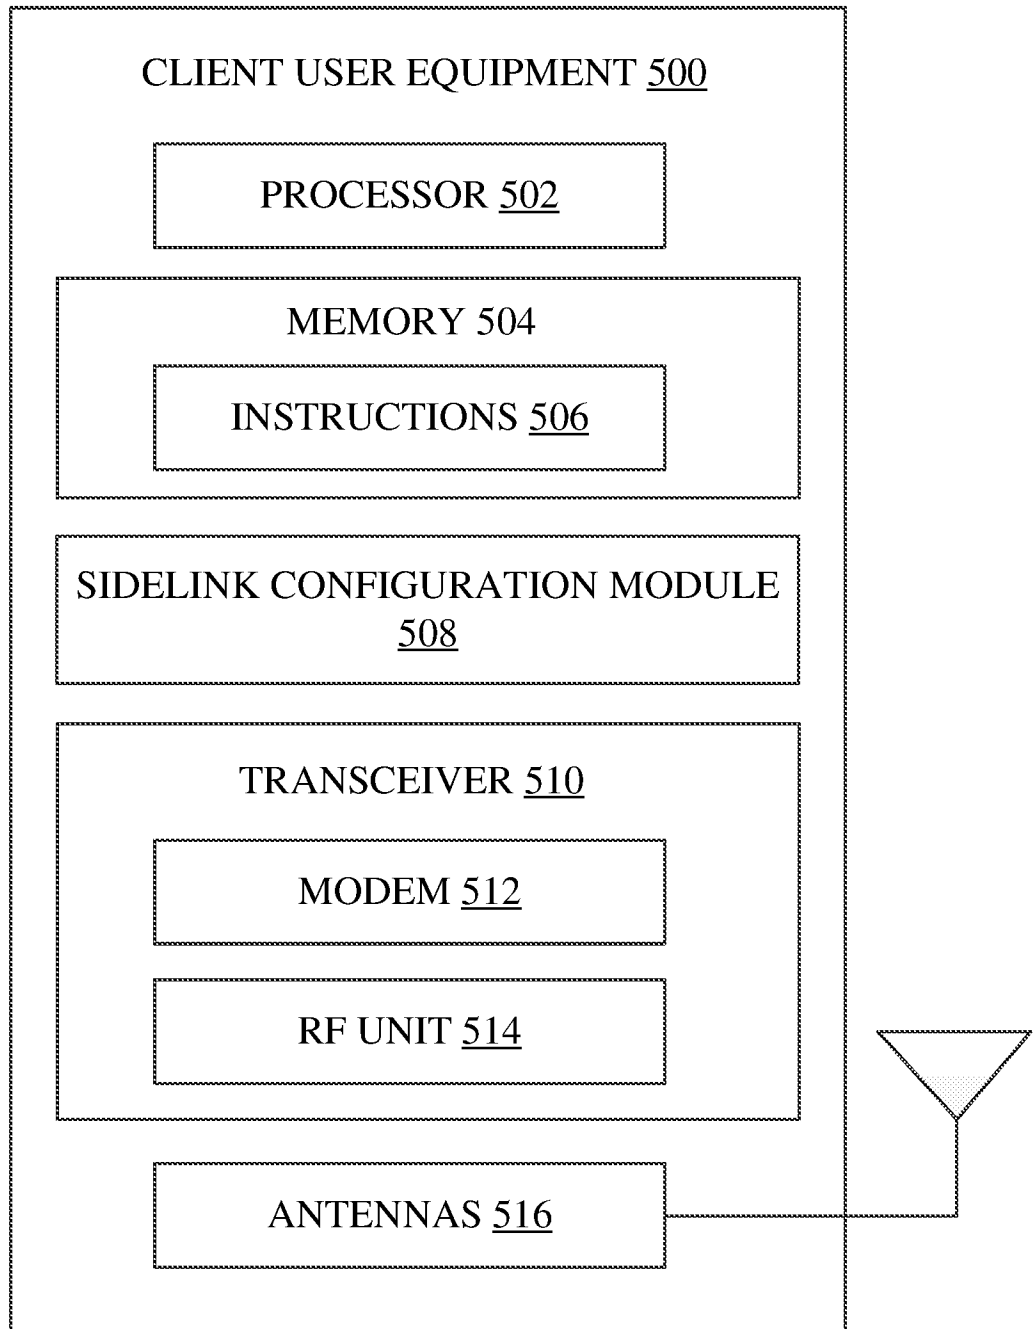 CLIENT USER EQUIPMENT 500
PROCESSOR 502
MEMORY 504
INSTRUCTIONS 506
SIDELINK CONFIGURATION MODULE
508
TRANSCEIVER 510
MODEM 512
RF UNIT 514
ANTENNAS 516